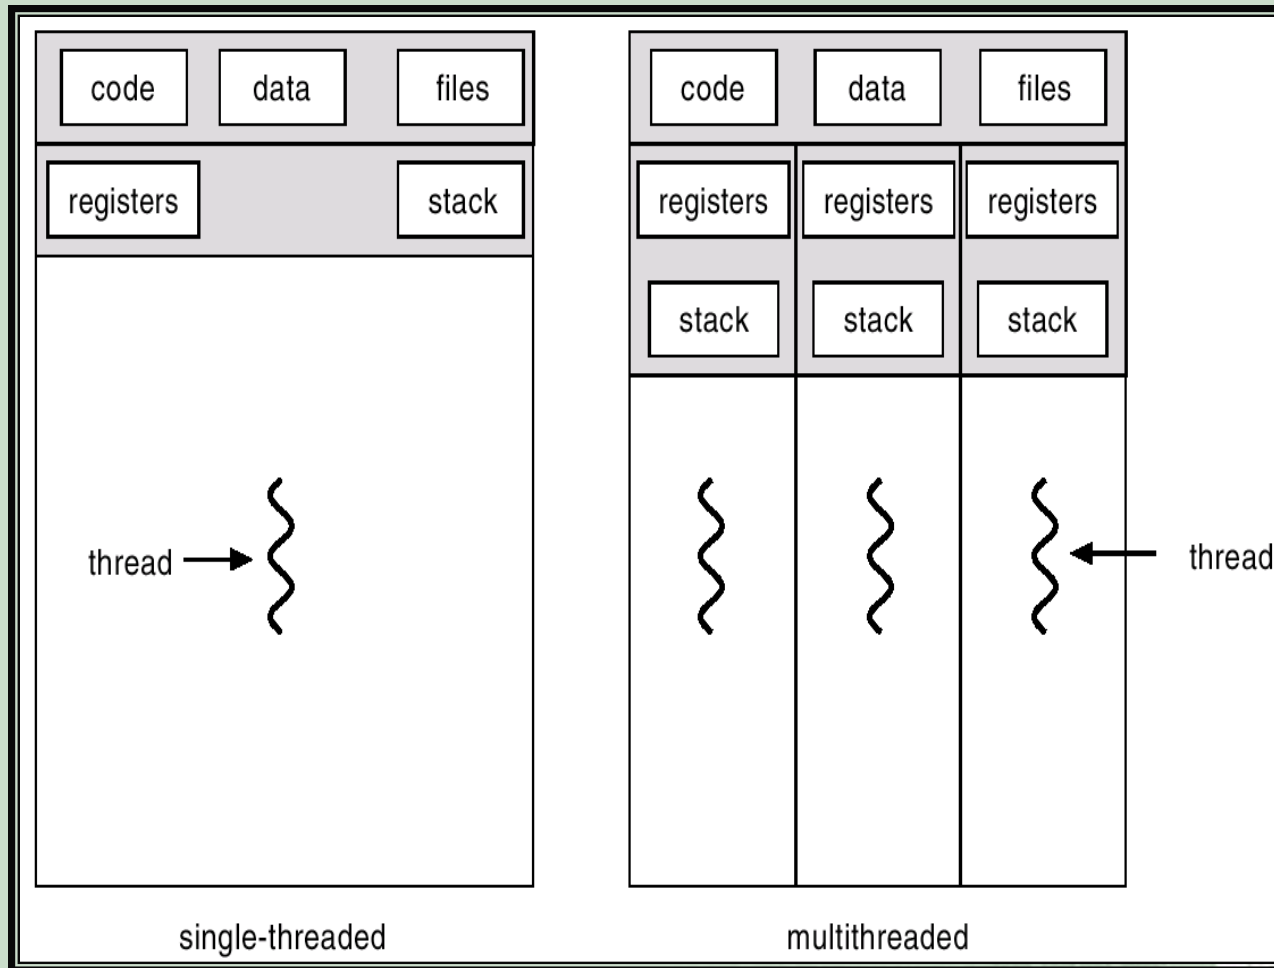 code data files code data files
registers stack registers registers registers
stack stack stack
thread thread
single-threaded multithreaded